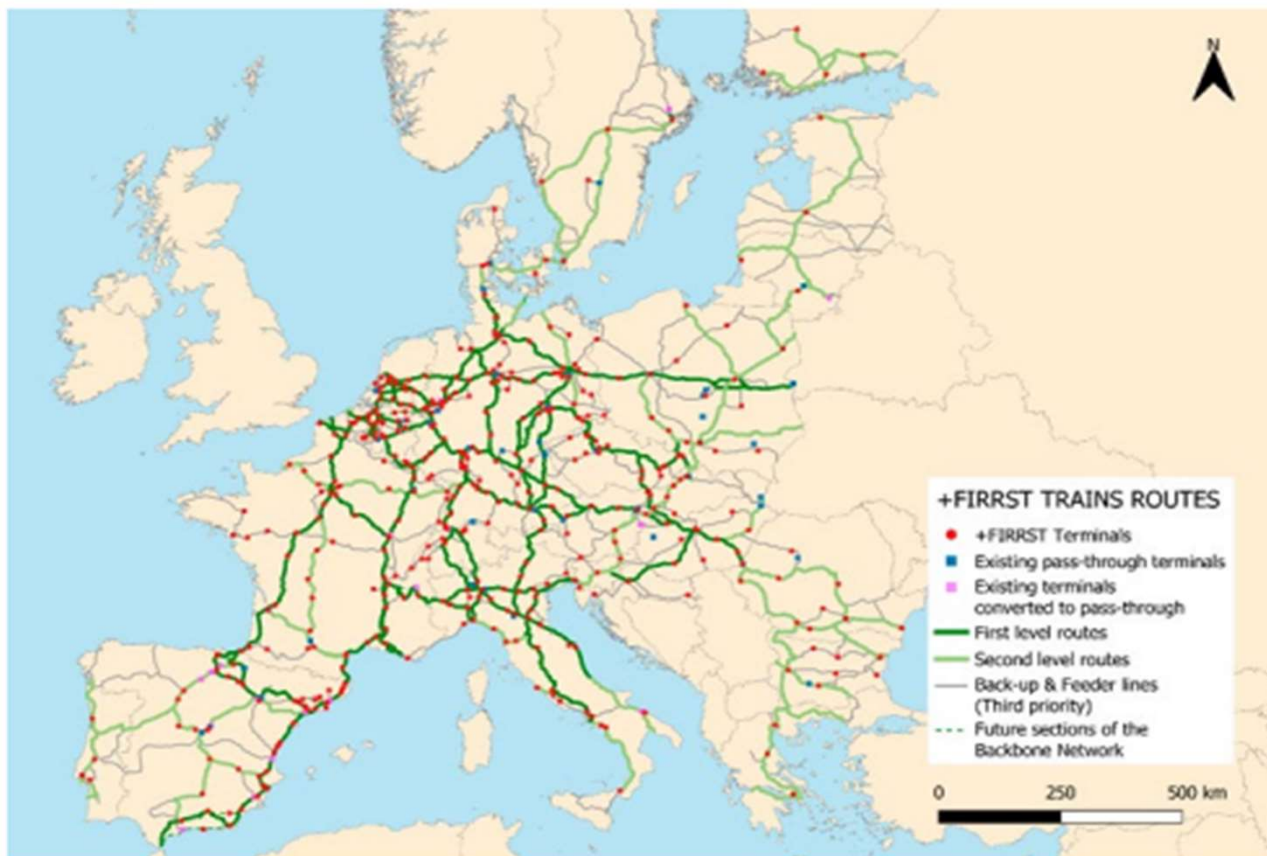 N
+FIRRST TRAINS ROUTES
+FIRRST Terminals
Existing pass-through terminals
Existing terminals
converted to pass-through
First level routes
Second level routes
Back-up & Feeder lines
(Third priority)
Future sections of the
Backbone Network
0 250 500 km